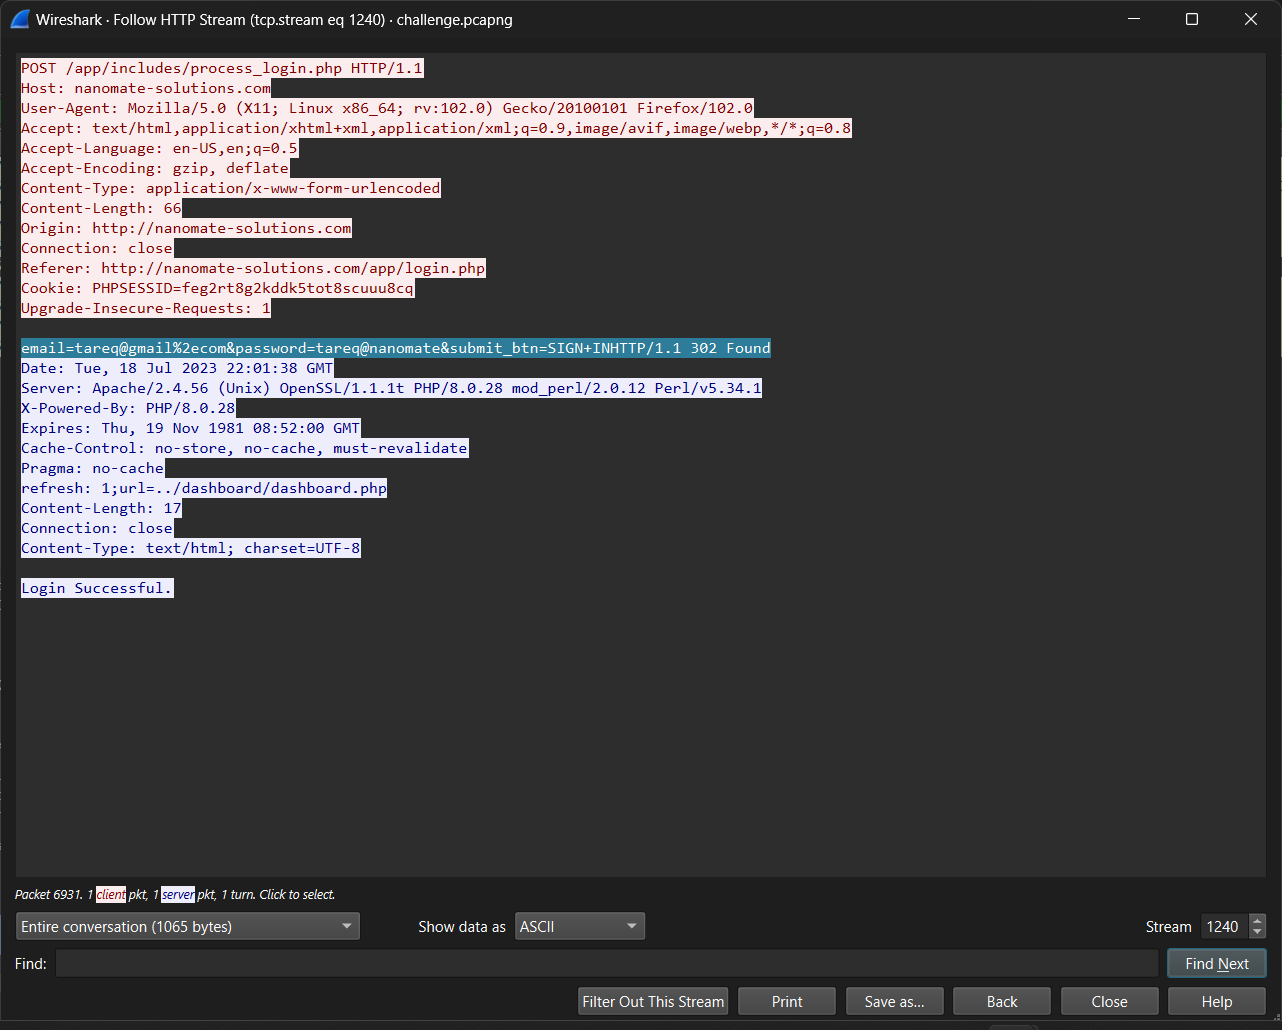 Wireshark · Follow HTTP Stream (tcp.stream eq 1240) · challenge.pcapng
POST /app/includes/process_login.php HTTP/1.1
Host: nanomate-solutions.com
User-Agent: Mozilla/5.0 (X11; Linux x86_64; rv:102.0) Gecko/20100101 Firefox/102.0
Accept: text/html,application/xhtml+xml,application/xml;q=0.9,image/avif,image/webp,*/*;q=0.8
Accept-Language: en-US,en;q=0.5
Accept-Encoding: gzip, deflate
Content-Type: application/x-www-form-urlencoded
Content-Length: 66
Origin: http://nanomate-solutions.com
Connection: close
Referer: http://nanomate-solutions.com/app/login.php
Cookie: PHPSESSID=feg2rt8g2kddk5tot8scuuu8cq
Upgrade-Insecure-Requests: 1
email=tareq@gmail%2ecom&password=tareq@nanomate&submit_btn=SIGN+INHTTP/1.1 302 Found
Date: Tue, 18 Jul 2023 22:01:38 GMT
Server: Apache/2.4.56 (Unix) OpenSSL/1.1.1t PHP/8.0.28 mod_perl/2.0.12 Perl/v5.34.1
X-Powered-By: PHP/8.0.28
Expires: Thu, 19 Nov 1981 08:52:00 GMT
Cache-Control: no-store, no-cache, must-revalidate
Pragma: no-cache
refresh: 1;url=../dashboard/dashboard.php
Content-Length: 17
Connection: close
Content-Type: text/html; charset=UTF-8
Login Successful.
Packet 6931. 1 client pkt, 1 server pkt, 1 turn. Click to select.
Entire conversation (1065 bytes) Show data as ASCII Stream 1240
Find: Find Next
Filter Out This Stream Print Save as... Back Close Help